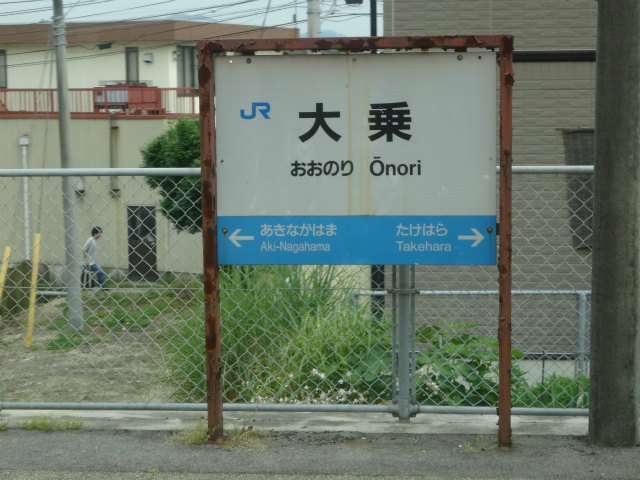 JR 大乗
おおのり Ōnori
← あきながはま たけはら →
Aki-Nagahama Takehara